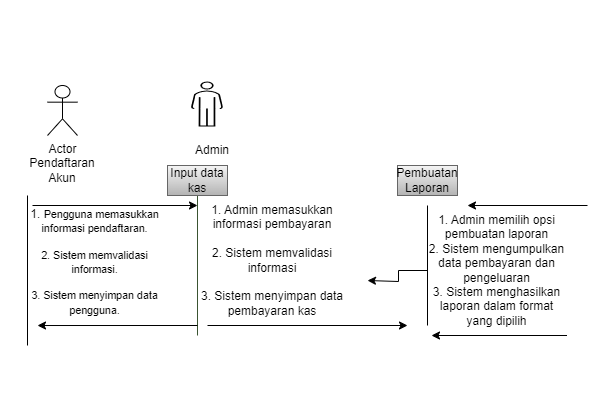 Actor
Pendaftaran
Akun
Admin
Input data
kas
Pembuatan
Laporan
1. Pengguna memasukkan
informasi pendaftaran.
2. Sistem memvalidasi
informasi.
3. Sistem menyimpan data
pengguna.
1. Admin memasukkan
informasi pembayaran
2. Sistem memvalidasi
informasi
3. Sistem menyimpan data
pembayaran kas
1. Admin memilih opsi
pembuatan laporan
2. Sistem mengumpulkan
data pembayaran dan
pengeluaran
3. Sistem menghasilkan
laporan dalam format
yang dipilih